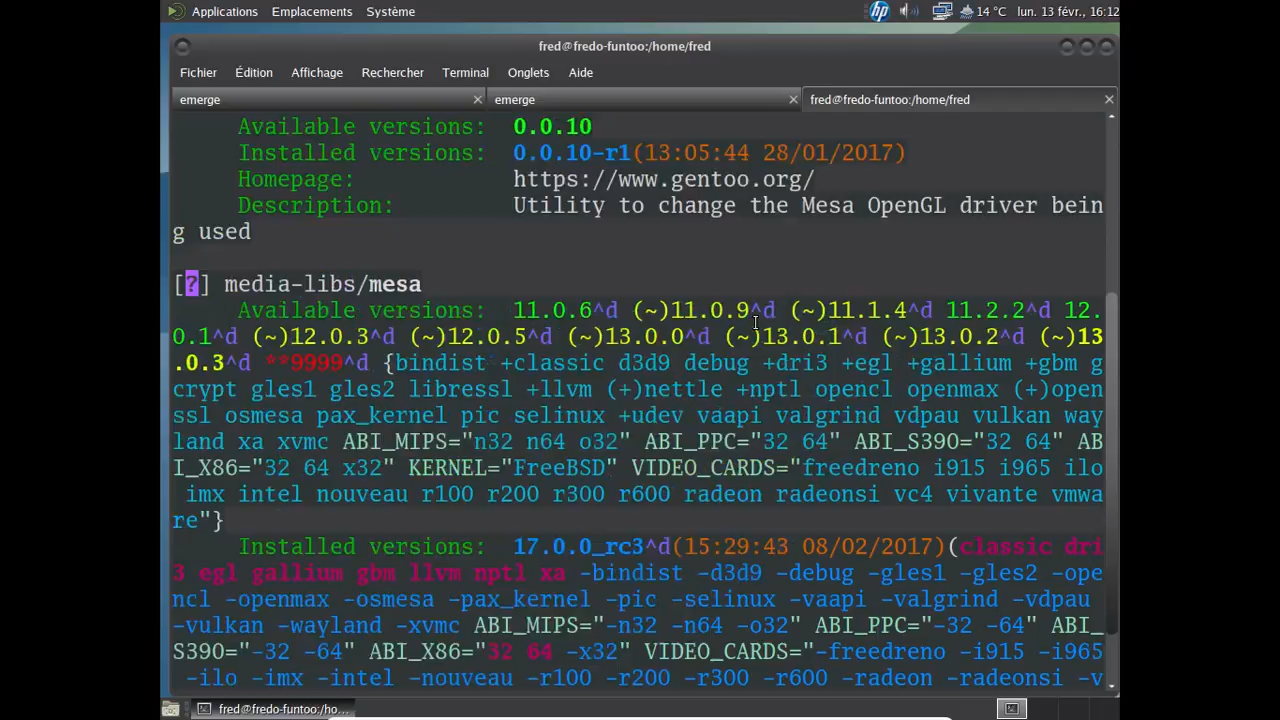 Applications Emplacements Système hp 14 °C lun. 13 févr., 16:12
fred@fredo-funtoo:/home/fred
Fichier Édition Affichage Rechercher Terminal Onglets Aide
emerge emerge fred@fredo-funtoo:/home/fred
Available versions: 0.0.10
Installed versions: 0.0.10-r1(13:05:44 28/01/2017)
Homepage: https://www.gentoo.org/
Description: Utility to change the Mesa OpenGL driver bein
g used
[?] media-libs/mesa
Available versions: 11.0.6^d (~)11.0.9^d (~)11.1.4^d 11.2.2^d 12.
0.1^d (~)12.0.3^d (~)12.0.5^d (~)13.0.0^d (~)13.0.1^d (~)13.0.2^d (~)13
.0.3^d **9999^d {bindist +classic d3d9 debug +dri3 +egl +gallium +gbm g
crypt gles1 gles2 libressl +llvm (+)nettle +nptl opencl openmax (+)open
ssl osmesa pax_kernel pic selinux +udev vaapi valgrind vdpau vulkan way
land xa xvmc ABI_MIPS="n32 n64 o32" ABI_PPC="32 64" ABI_S390="32 64" AB
I_X86="32 64 x32" KERNEL="FreeBSD" VIDEO_CARDS="freedreno i915 i965 ilo
imx intel nouveau r100 r200 r300 r600 radeon radeonsi vc4 vivante vmwa
re"}
Installed versions: 17.0.0_rc3^d(15:29:43 08/02/2017)(classic dri
3 egl gallium gbm llvm nptl xa -bindist -d3d9 -debug -gles1 -gles2 -ope
ncl -openmax -osmesa -pax_kernel -pic -selinux -vaapi -valgrind -vdpau
-vulkan -wayland -xvmc ABI_MIPS="-n32 -n64 -o32" ABI_PPC="-32 -64" ABI_
S390="-32 -64" ABI_X86="32 64 -x32" VIDEO_CARDS="-freedreno -i915 -i965
-ilo -imx -intel -nouveau -r100 -r200 -r300 -r600 -radeon -radeonsi -v
fred@fredo-funtoo:/ho...